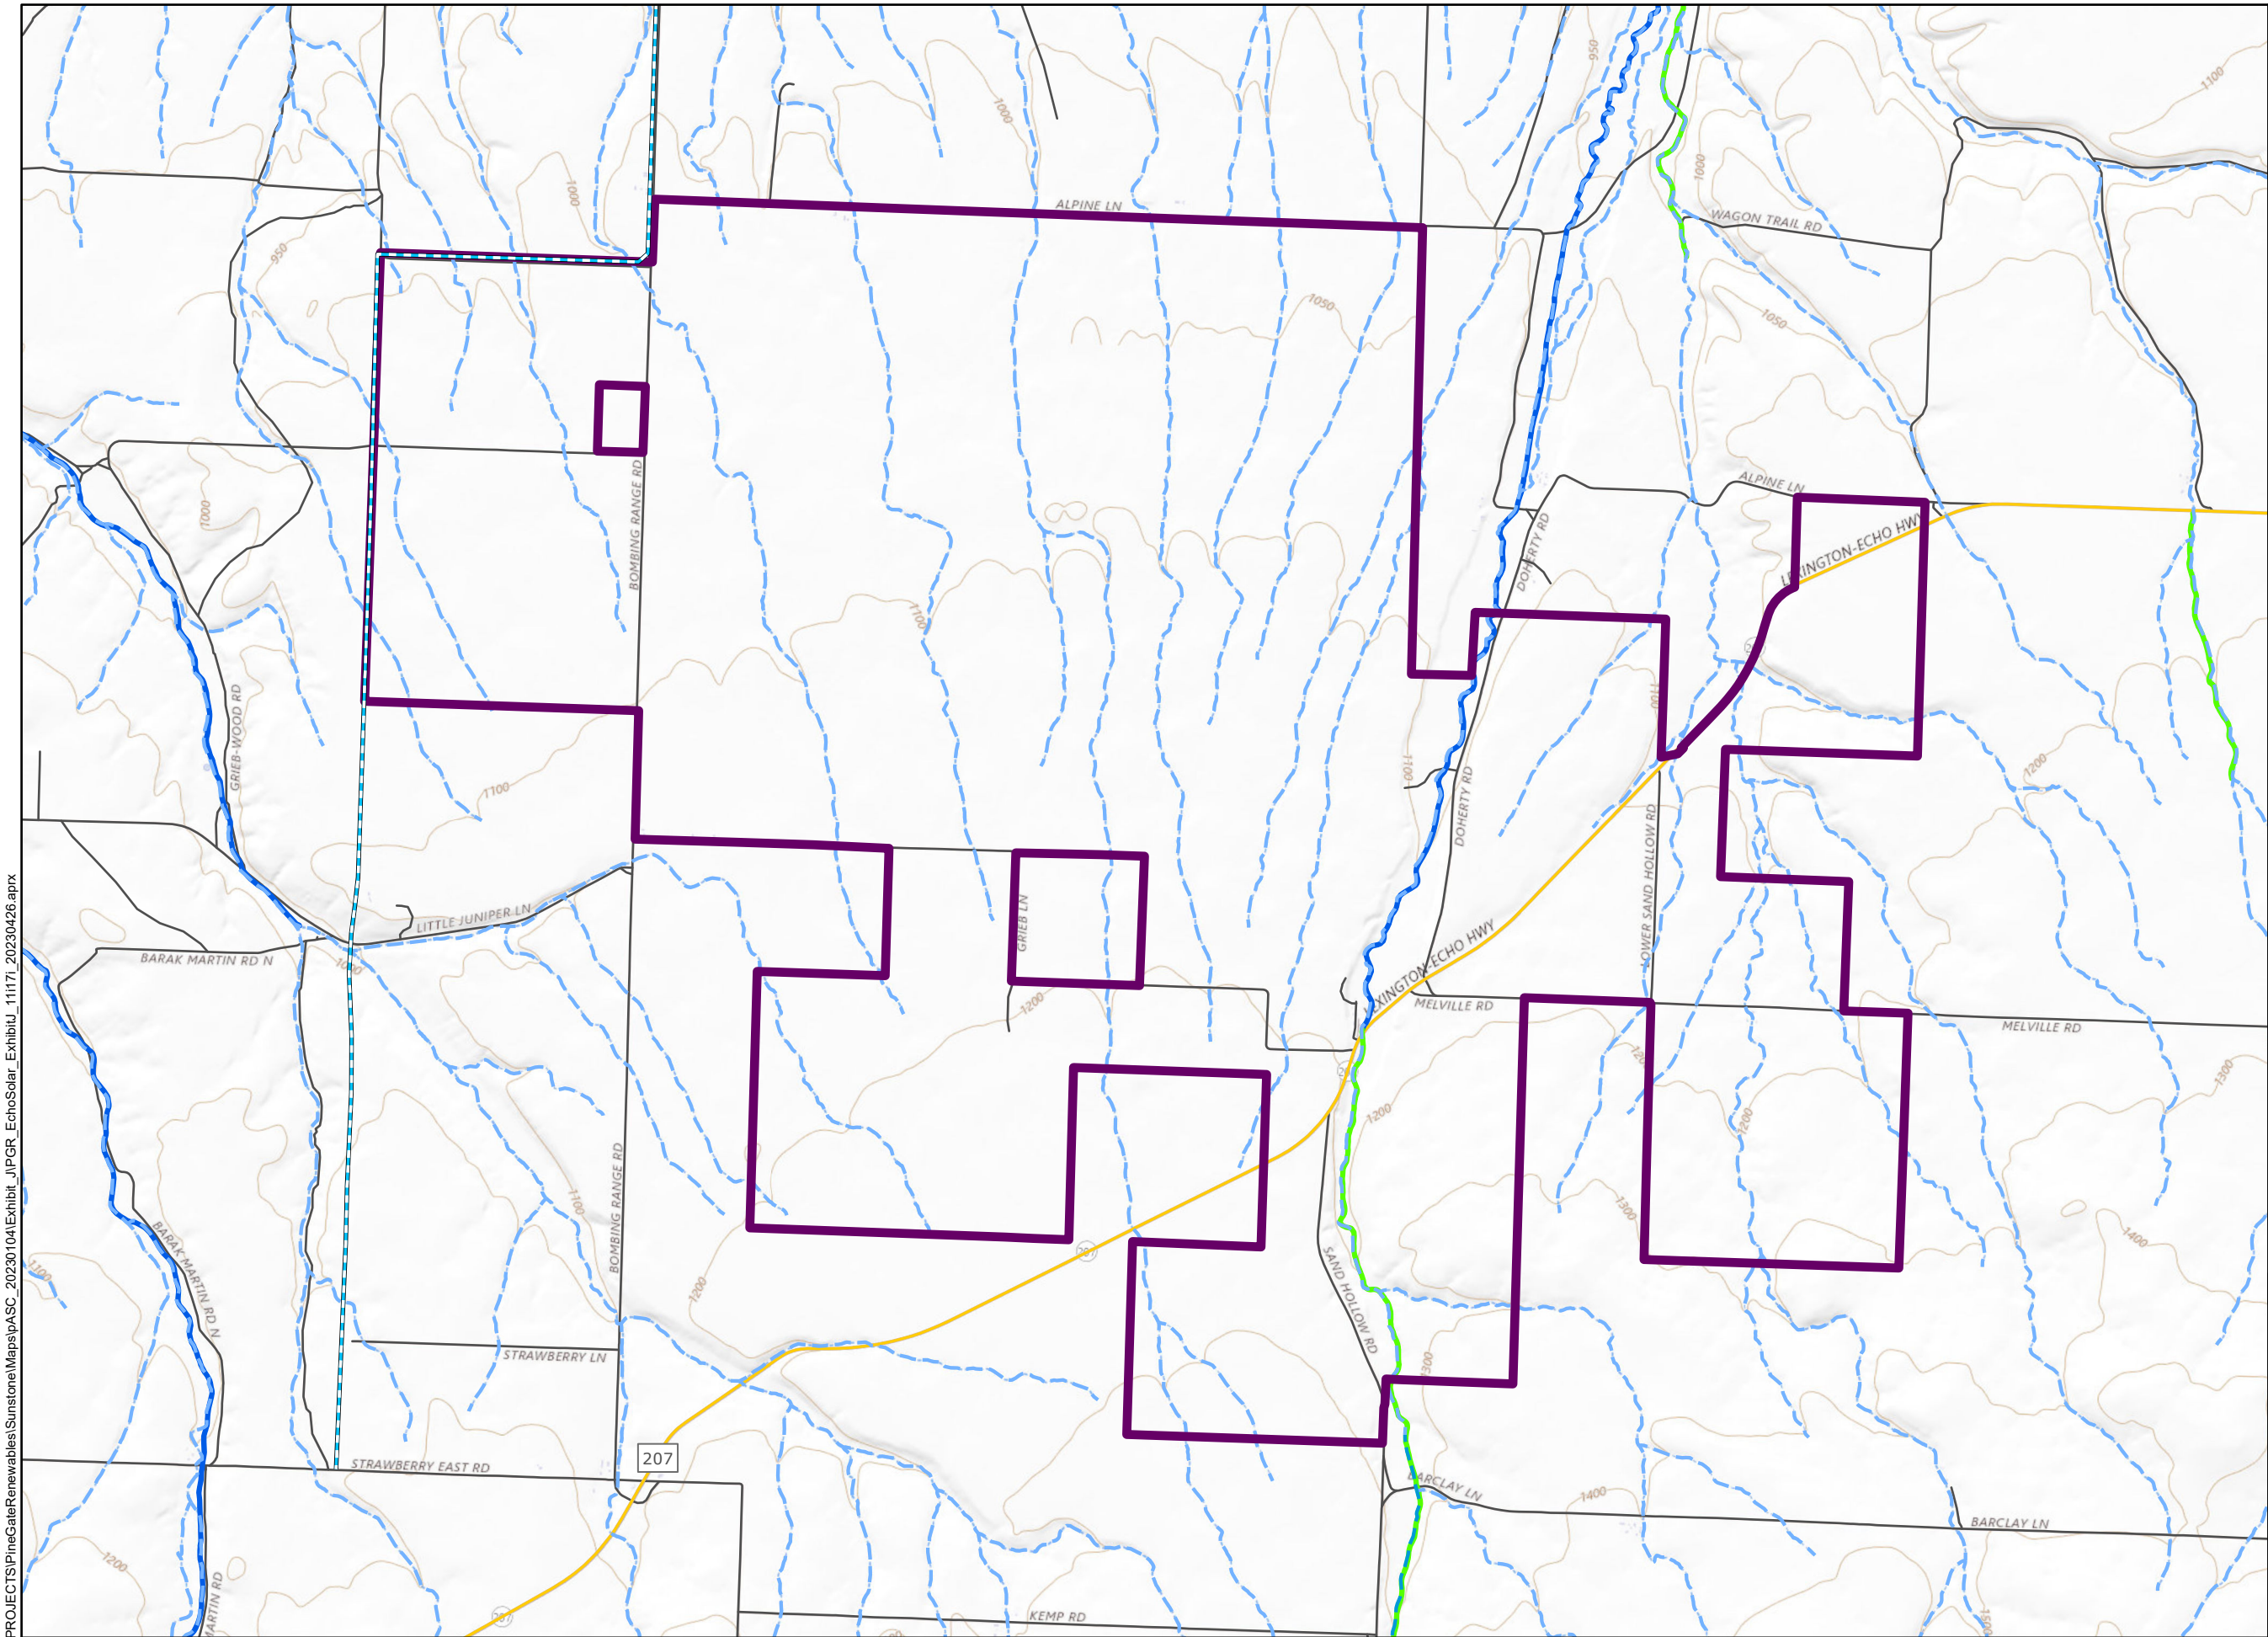 950
1100
1000
1000
1000
ALPINE LN
WAGON TRAIL RD
950
1050
1050
ALPINE LN
1000
BOMBING RANGE RD
DOHERTY RD
LEXINGTON-ECHO HWY
1100
GRIEB-WOOD RD
1100
1100
1200
1100
DOHERTY RD
LOWER SAND HOLLOW RD
LITTLE JUNIPER LN
GRIEB LN
BARAK MARTIN RD N
1000
LEXINGTON-ECHO HWY
1200
MELVILLE RD
MELVILLE RD
1200
1300
1200
1200
BOMBING RANGE RD
1100
1300
1400
BARAK MARTIN RD N
207
1100
1200
SAND HOLLOW RD
STRAWBERRY LN
1300
207
STRAWBERRY EAST RD
BARCLAY LN
1400
BARCLAY LN
1200
MARTIN RD
207
KEMP RD
PROJECTS\PineGateRenewables\Sunstone\Maps\pASC_20230104\Exhibit_J\PGR_EchoSolar_ExhibitJ_11i17i_20230426.aprx